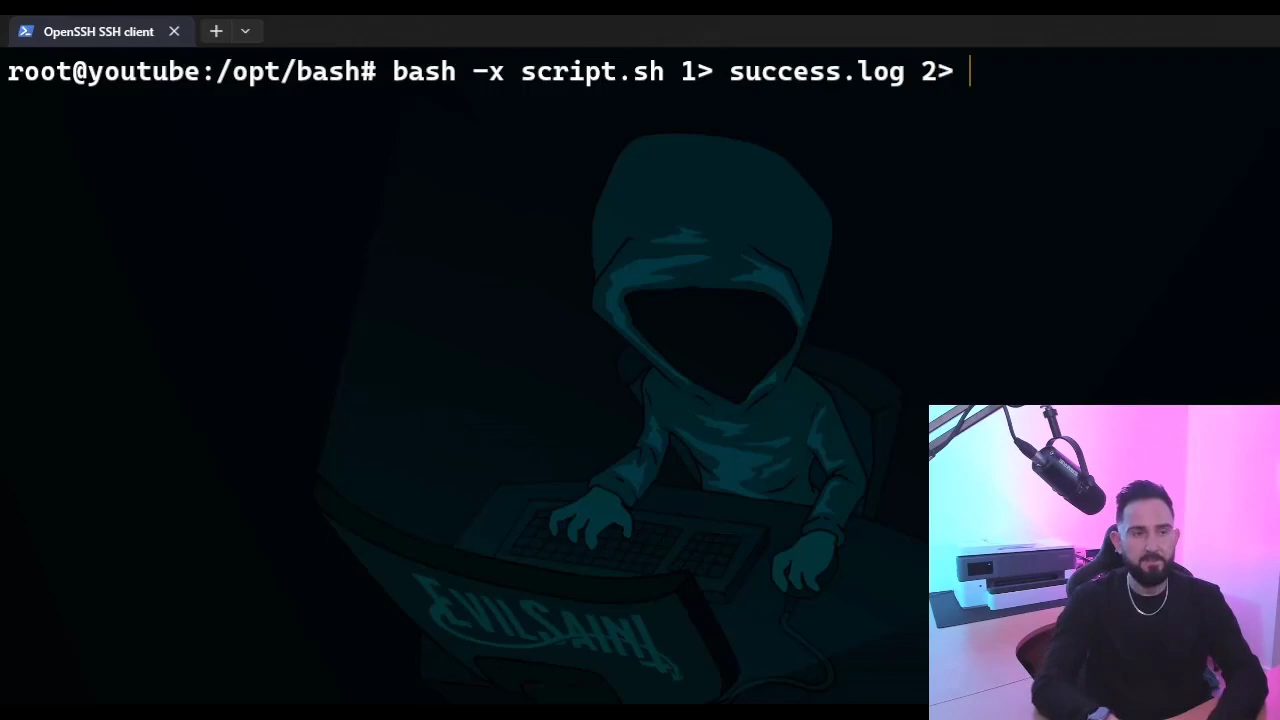 OpenSSH SSH client
root@youtube:/opt/bash# bash -x script.sh 1> success.log 2>
EVILSAINT